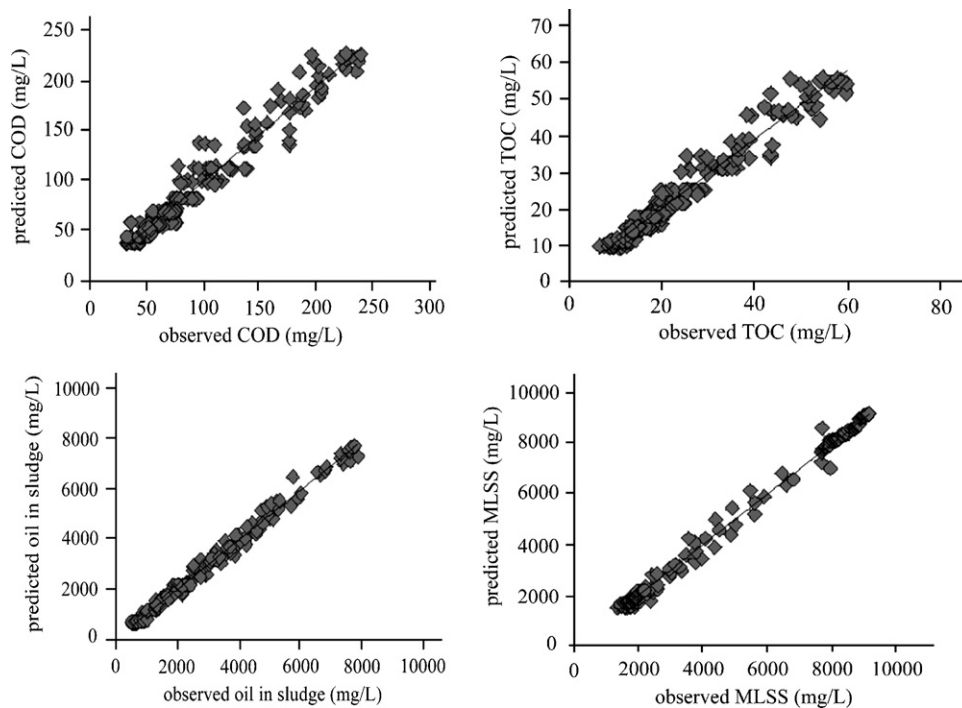 250
200
150
100
50
0
predicted COD (mg/L)
0 50 100 150 200 250 300
observed COD (mg/L)
70
60
50
40
30
20
10
0
predicted TOC (mg/L)
0 20 40 60 80
observed TOC (mg/L)
10000
8000
6000
4000
2000
0
predicted oil in sludge (mg/L)
0 2000 4000 6000 8000 10000
observed oil in sludge (mg/L)
10000
8000
6000
4000
2000
0
predicted MLSS (mg/L)
0 2000 4000 6000 8000 10000
observed MLSS (mg/L)